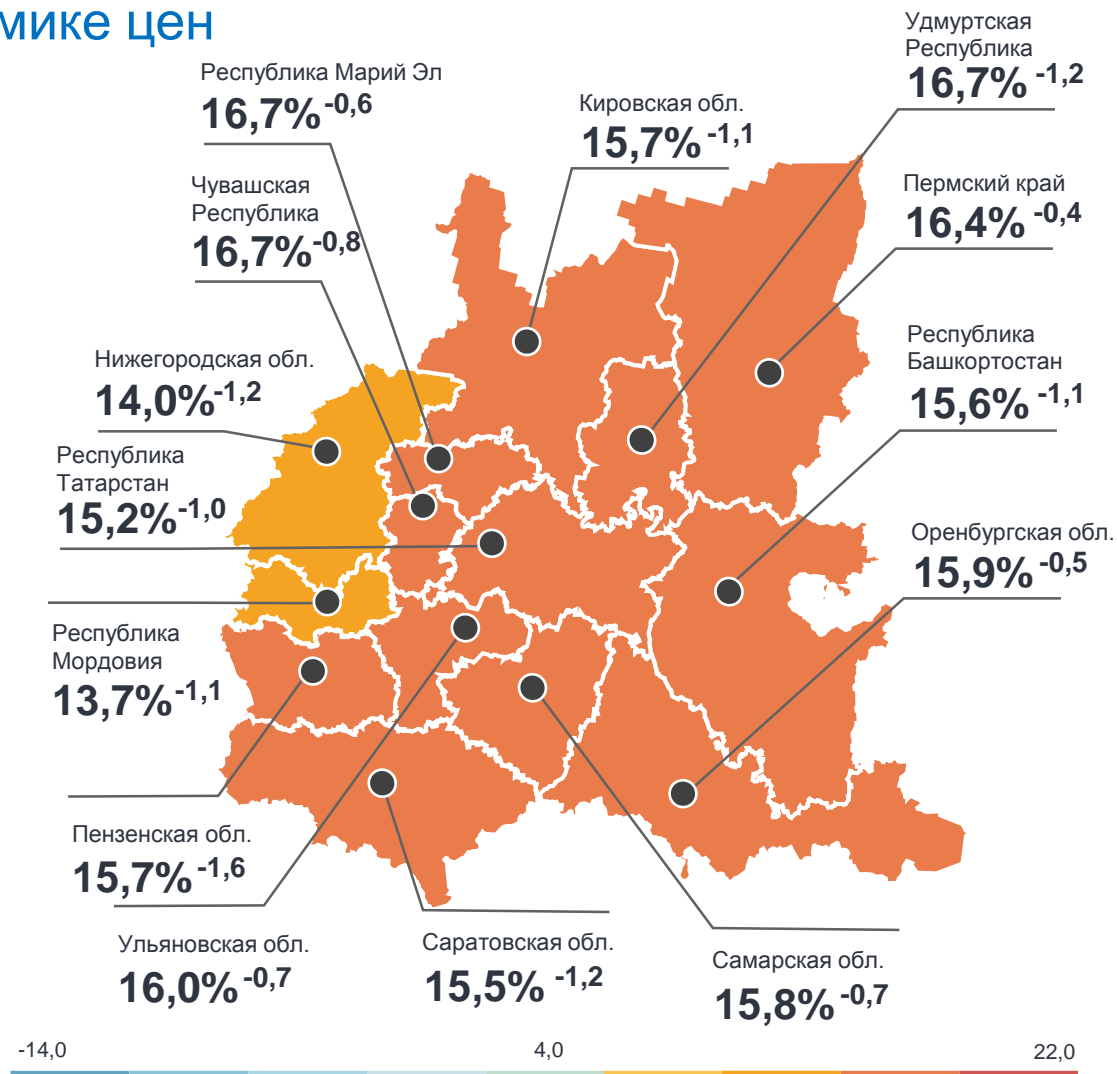 мике цен
Удмуртская
Республика
16,7% -1,2
Республика Марий Эл
16,7% -0,6
Кировская обл.
15,7% -1,1
Чувашская
Республика
16,7% -0,8
Пермский край
16,4% -0,4
Нижегородская обл.
14,0% -1,2
Республика
Башкортостан
15,6% -1,1
Республика
Татарстан
15,2% -1,0
Оренбургская обл.
15,9% -0,5
Республика
Мордовия
13,7% -1,1
Пензенская обл.
15,7% -1,6
Ульяновская обл.
16,0% -0,7
Саратовская обл.
15,5% -1,2
Самарская обл.
15,8% -0,7
-14,0 4,0 22,0